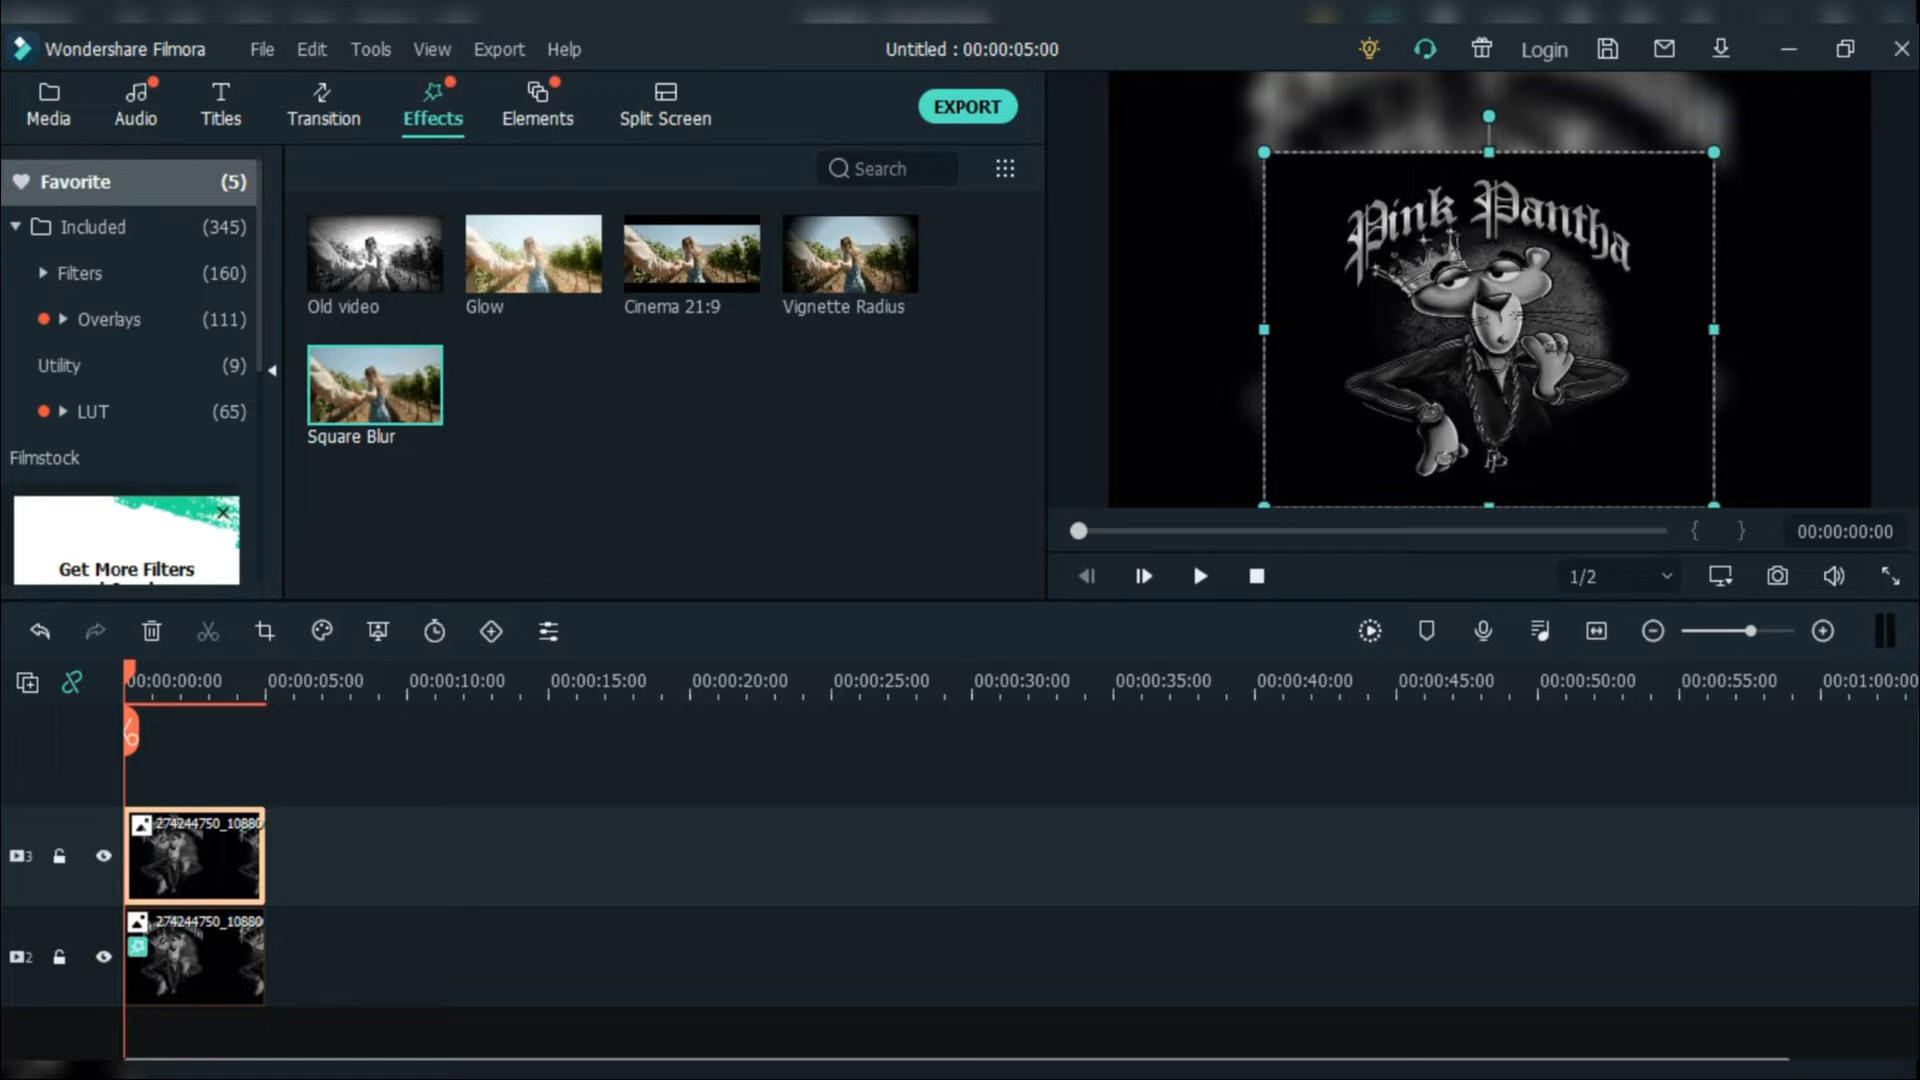 Wondershare Filmora File Edit Tools View Export Help Untitled : 00:00:05:00 Login
Media Audio Titles Transition Effects Elements Split Screen EXPORT
Favorite (5)
Search
Included (345)
Filters (160)
Overlays (111)
Utility (9)
LUT (65)
Filmstock
Get More Filters
Old video Glow Cinema 21:9 Vignette Radius
Square Blur
Pink Pantha
00:00:00:00
1/2
00:00:00:00 00:00:05:00 00:00:10:00 00:00:15:00 00:00:20:00 00:00:25:00 00:00:30:00 00:00:35:00 00:00:40:00 00:00:45:00 00:00:50:00 00:00:55:00 00:01:00:00
3
274244750_10880
2
274244750_10880